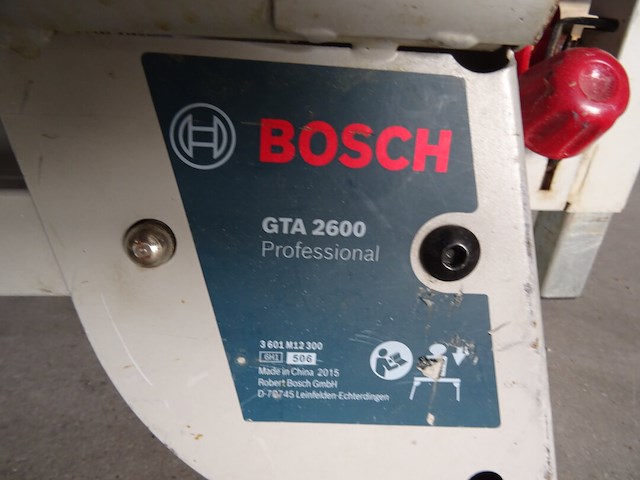 BOSCH
GTA 2600
Professional
3 601 M12 300
SH1 506
Made in China 2015
Robert Bosch GmbH
D-70745 Leinfelden-Echterdingen